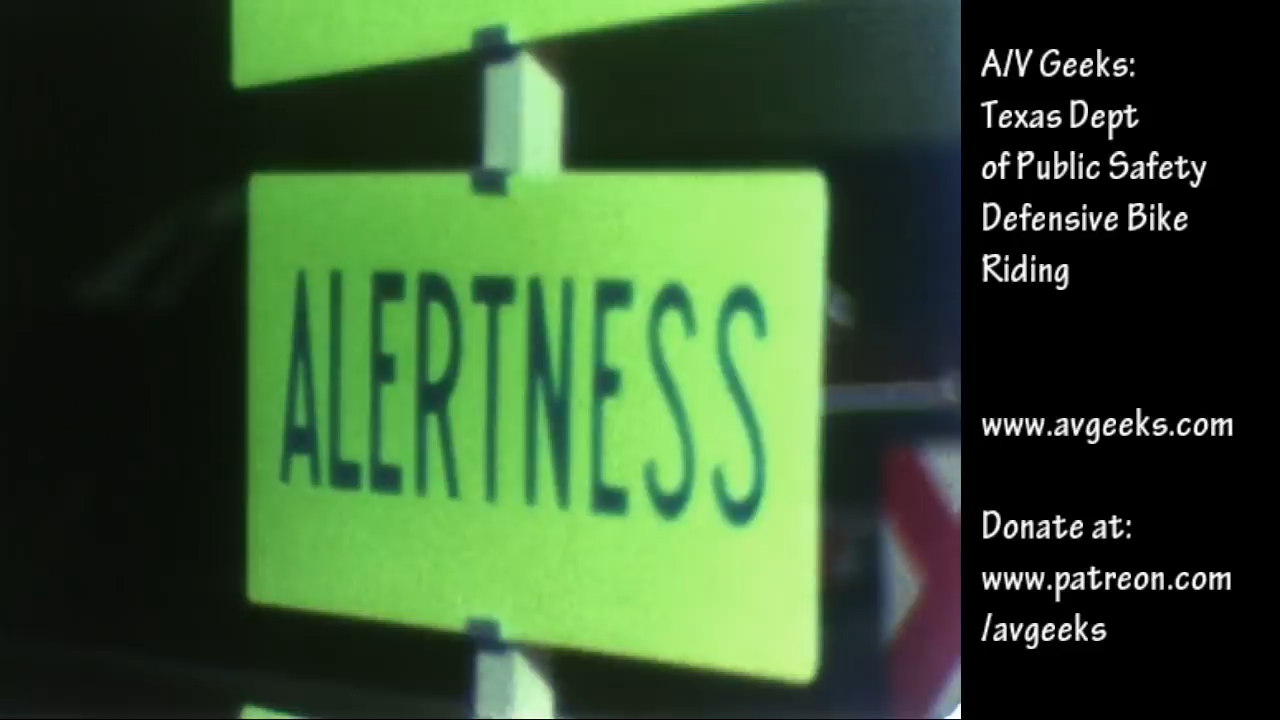 ALERTNESS
A/V Geeks:
Texas Dept
of Public Safety
Defensive Bike
Riding
www.avgeeks.com
Donate at:
www.patreon.com
/avgeeks